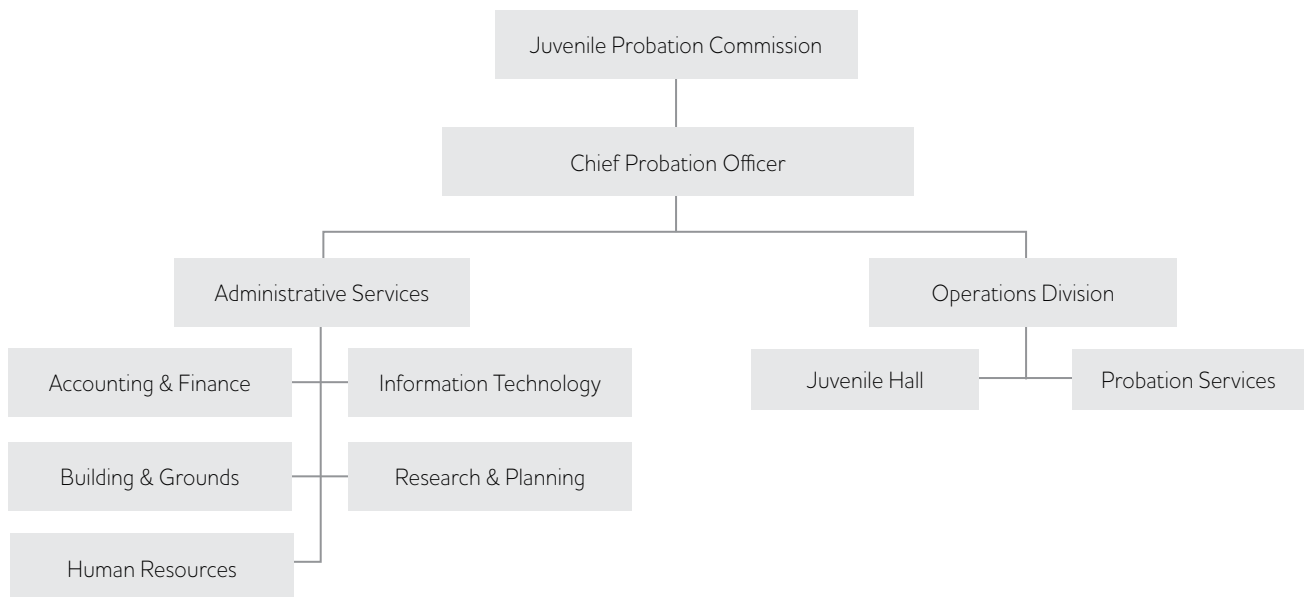 Juvenile Probation Commission
Chief Probation Officer
Administrative Services
Operations Division
Accounting & Finance
Information Technology
Juvenile Hall
Probation Services
Building & Grounds
Research & Planning
Human Resources